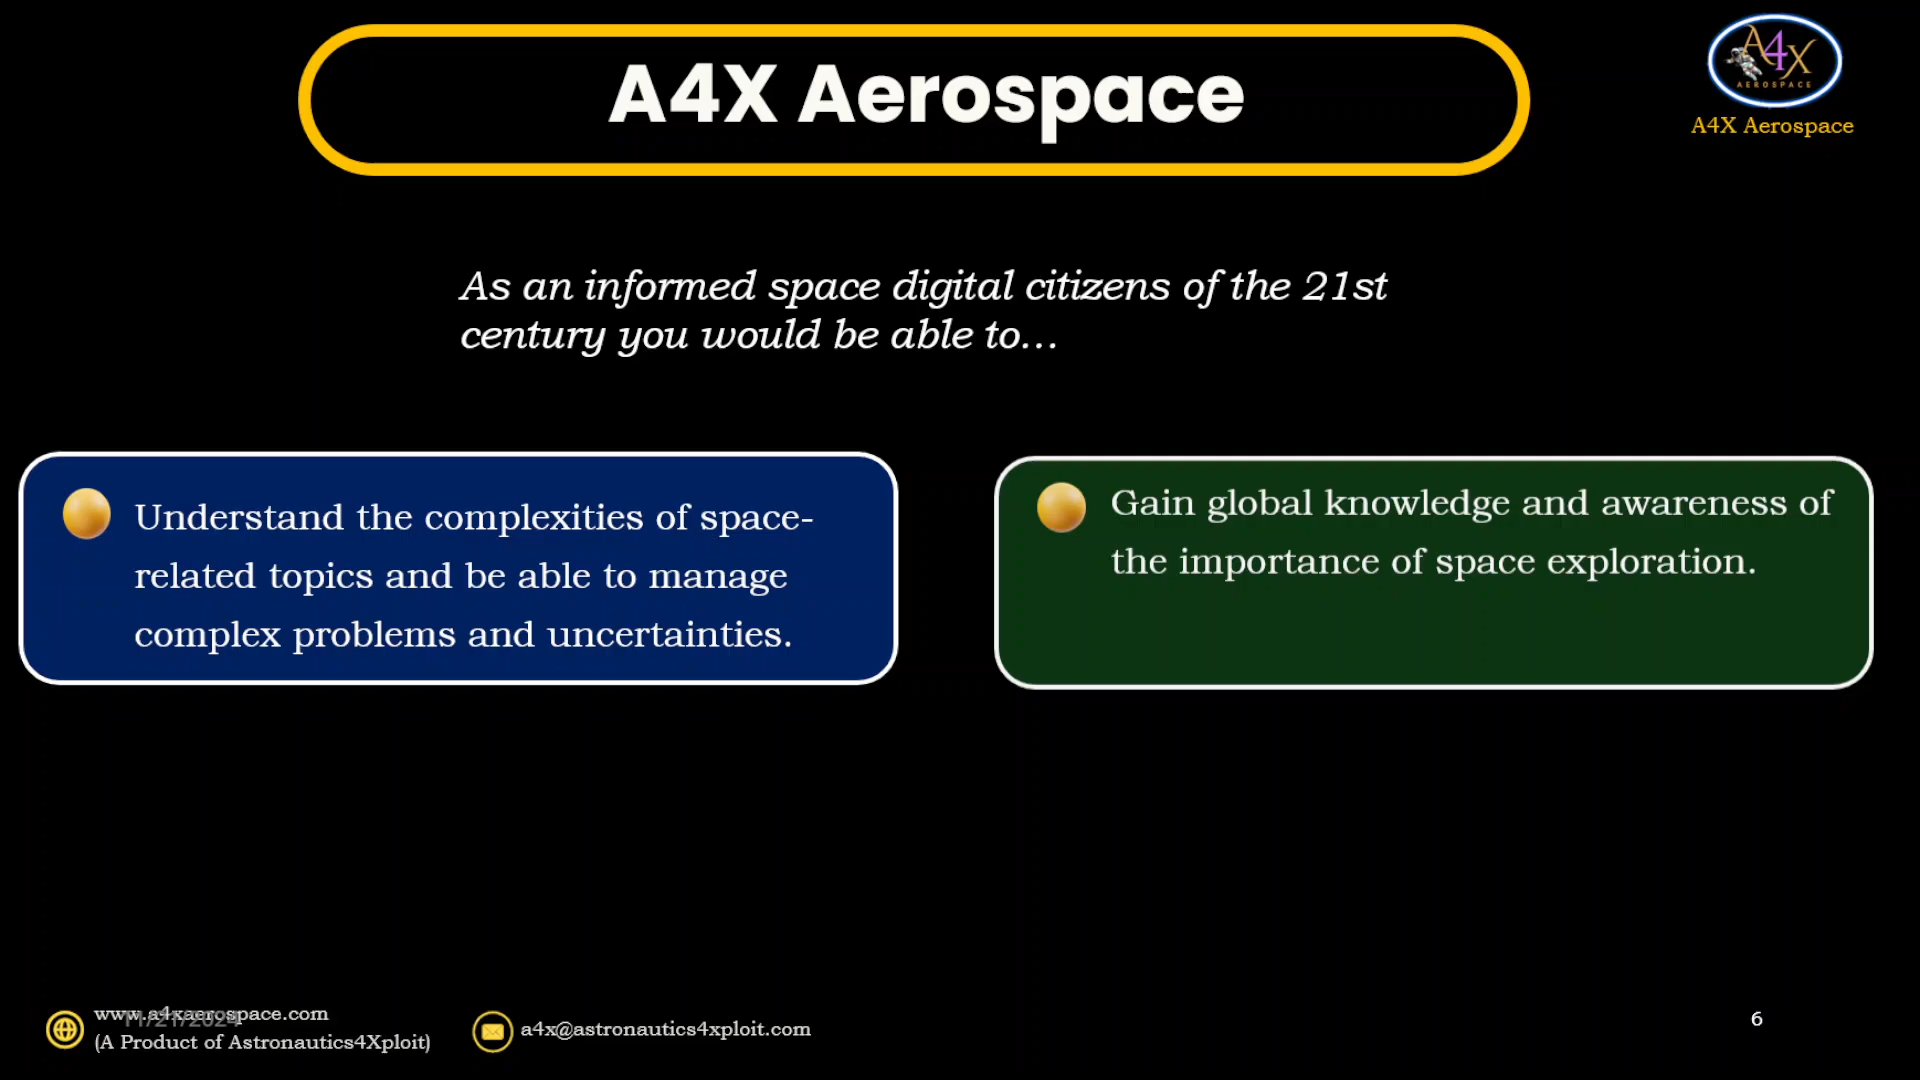 A4X Aerospace
A4X
AEROSPACE
A4X Aerospace
As an informed space digital citizens of the 21st
century you would be able to...
Understand the complexities of space-
related topics and be able to manage
complex problems and uncertainties.
Gain global knowledge and awareness of
the importance of space exploration.
www.a4xaerospace.com
11/21/2024
(A Product of Astronautics4Xploit)
a4x@astronautics4xploit.com
6